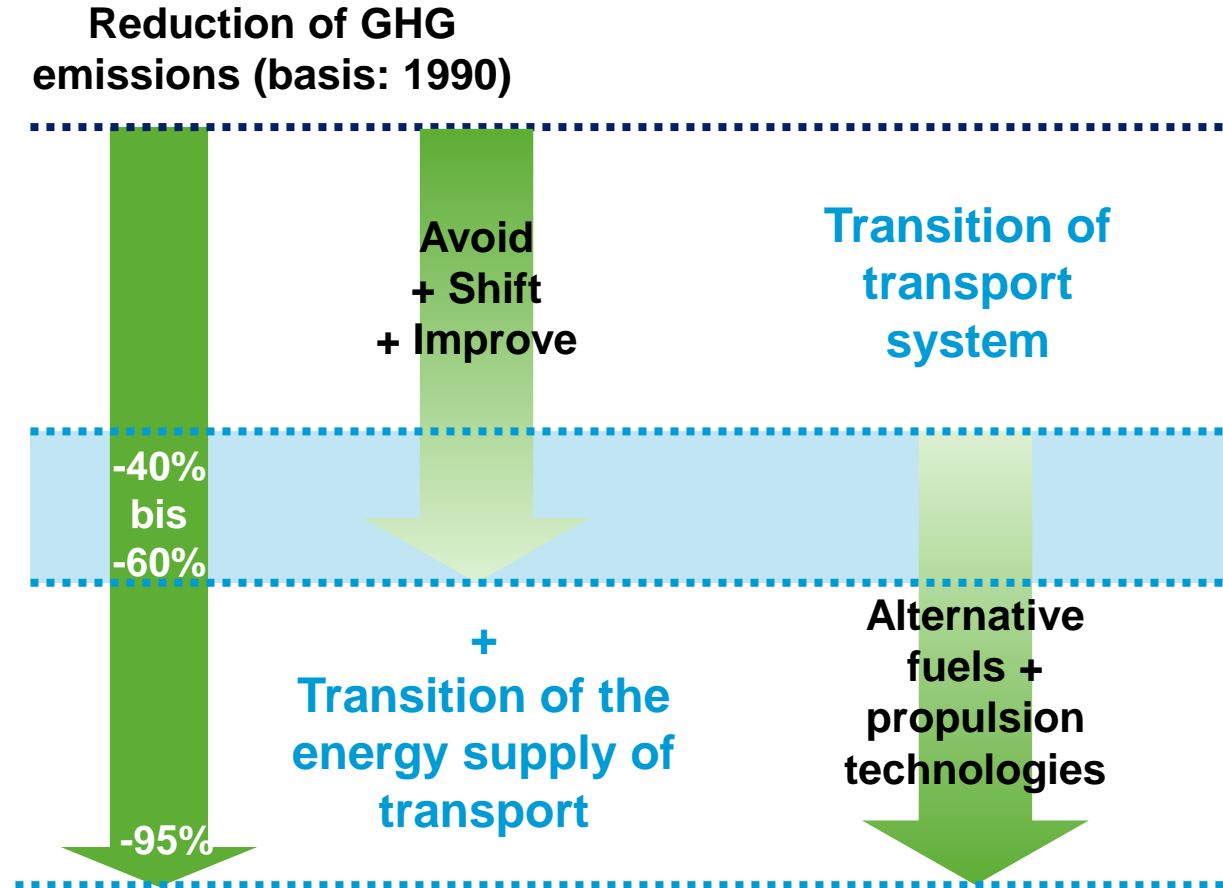 Reduction of GHG
emissions (basis: 1990)
Avoid
+ Shift
+ Improve
Transition of
transport
system
-40%
bis
-60%
+
Transition of the
energy supply of
transport
Alternative
fuels +
propulsion
technologies
-95%